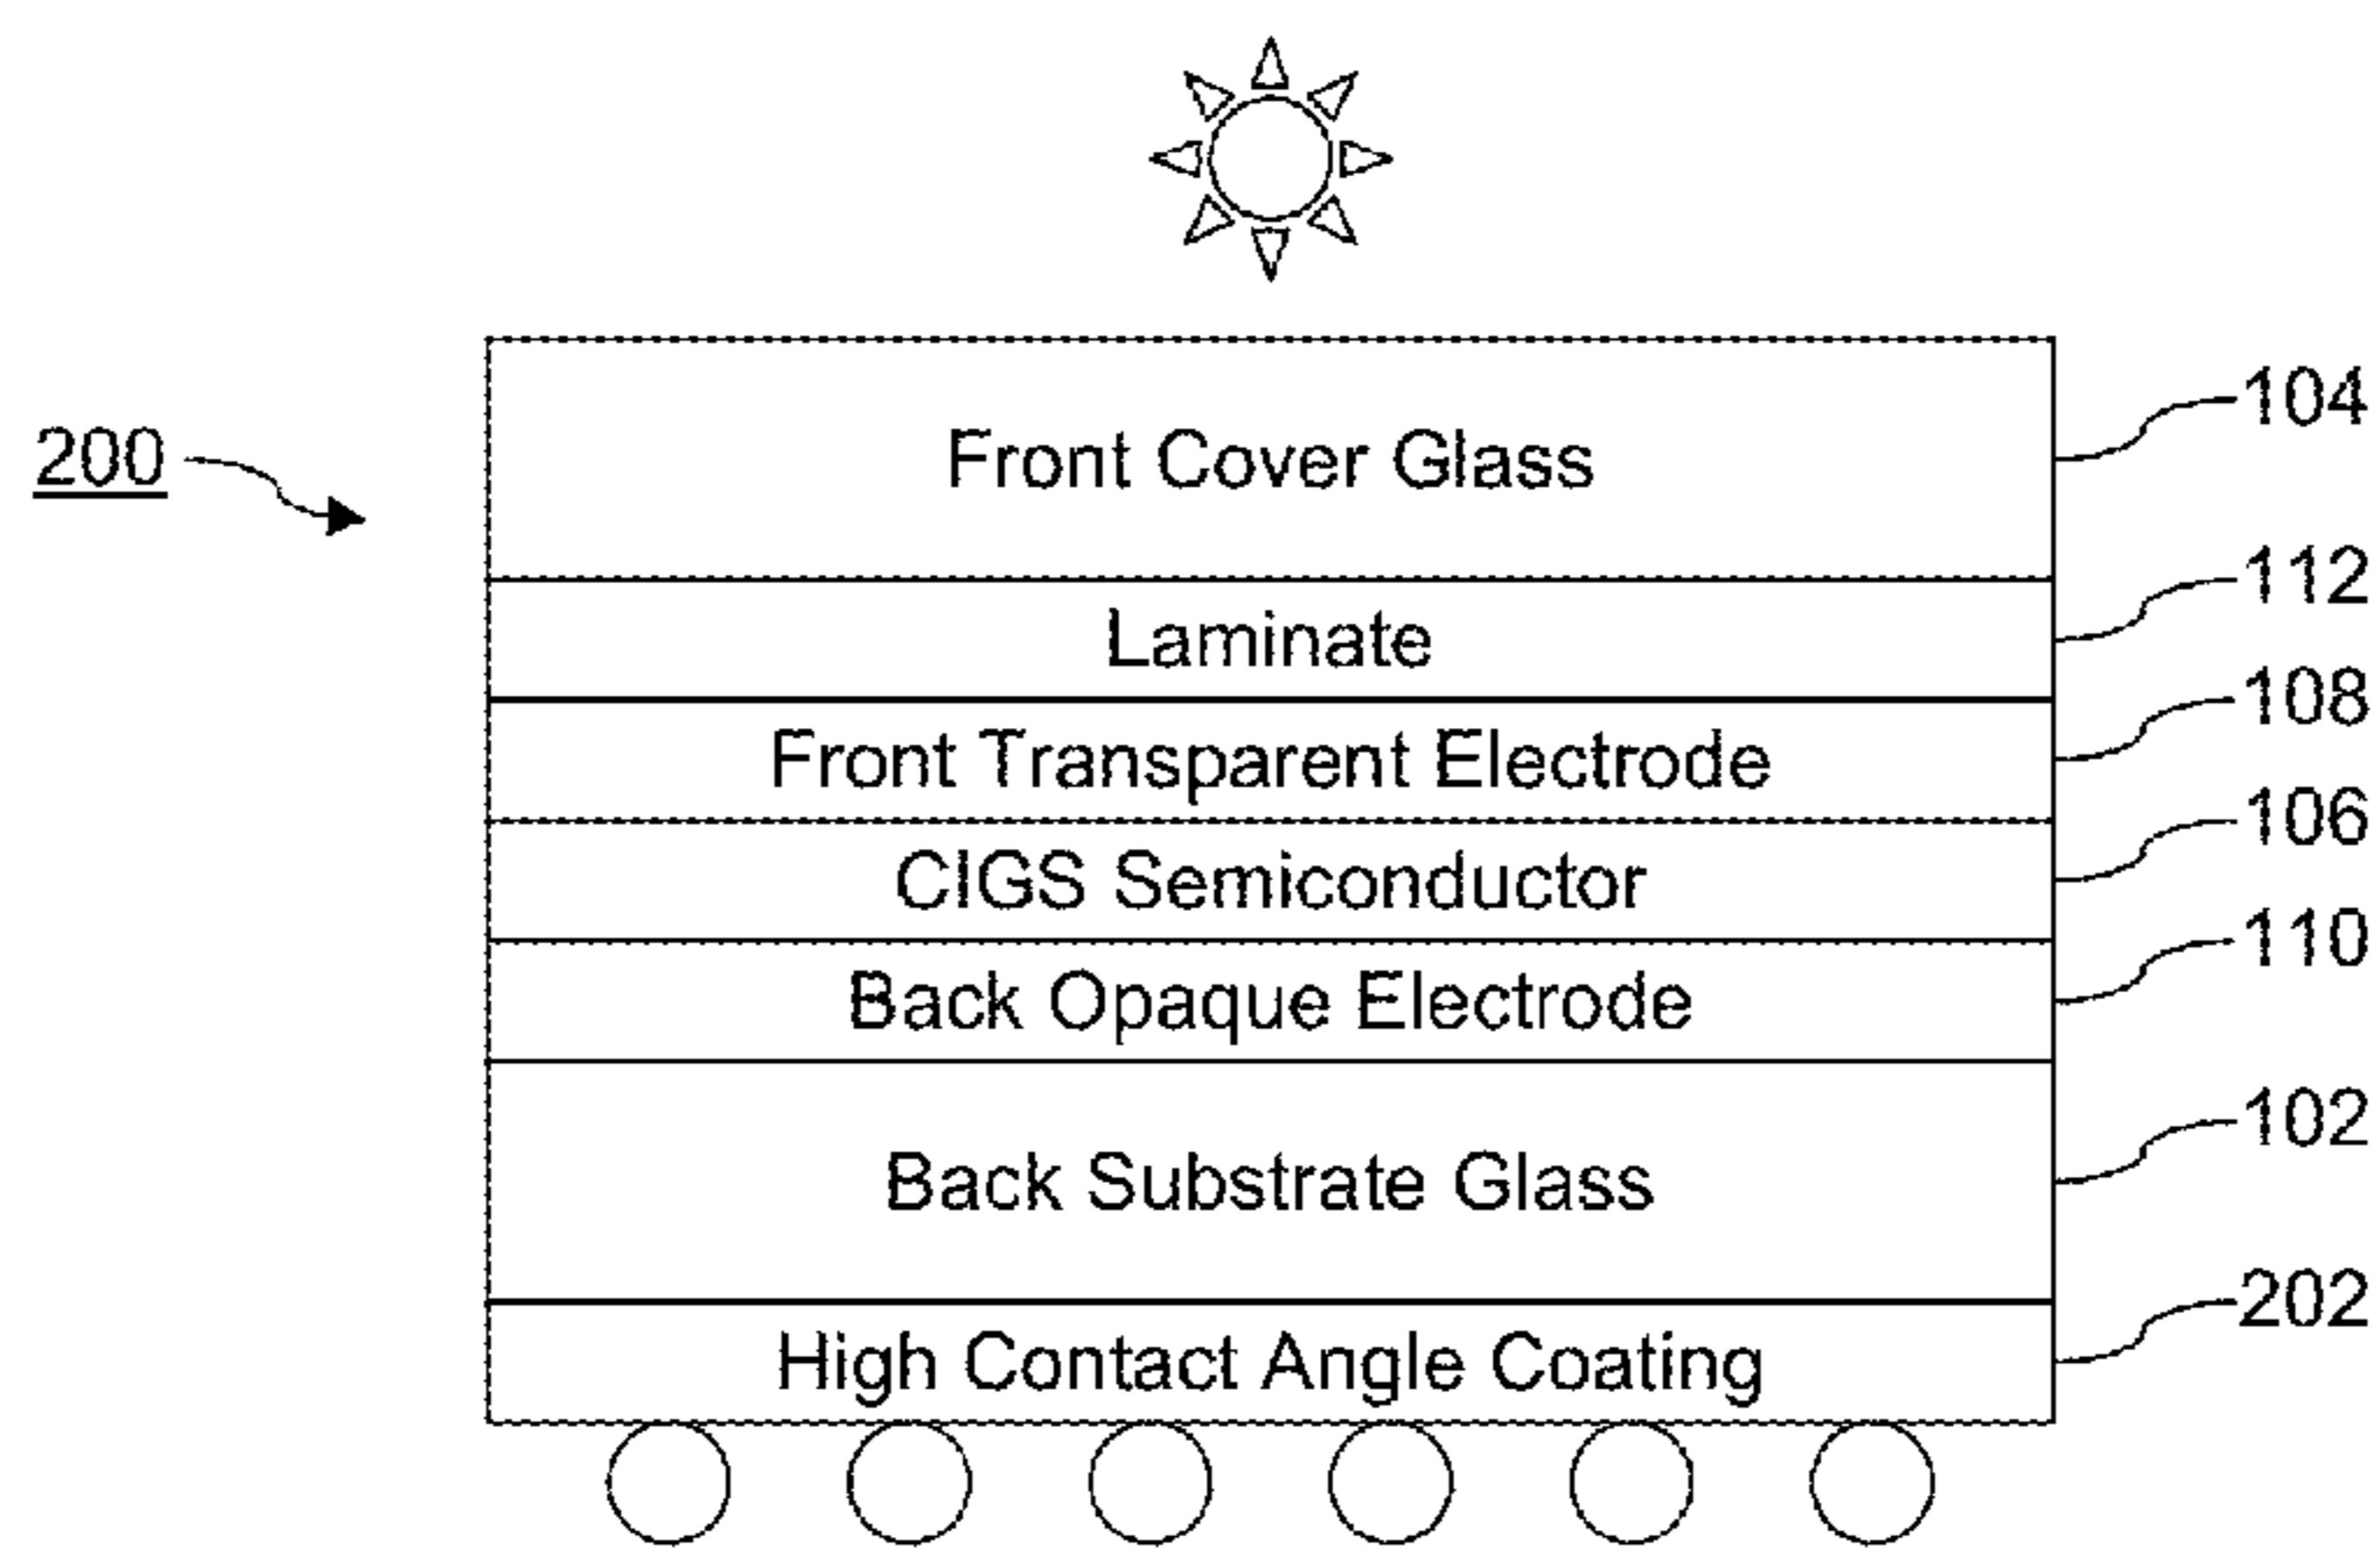 104
200
Front Cover Glass
112
Laminate
108
Front Transparent Electrode
106
CIGS Semiconductor
110
Back Opaque Electrode
102
Back Substrate Glass
202
High Contact Angle Coating